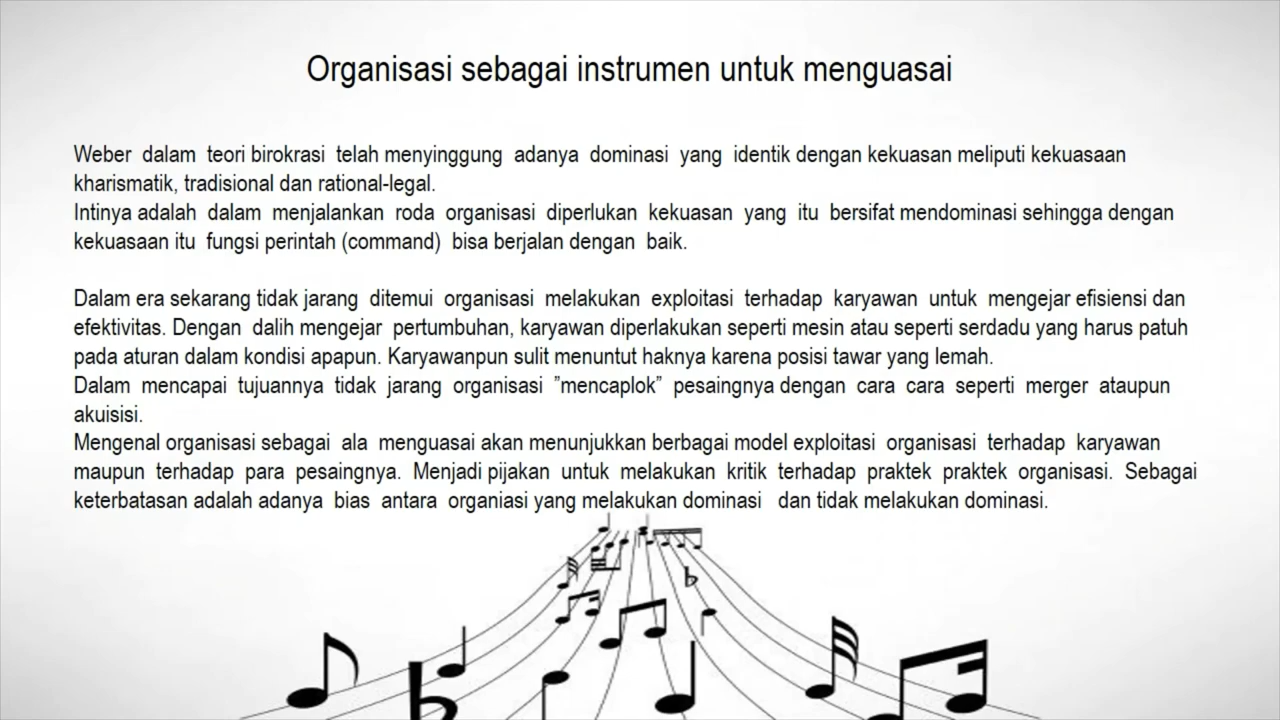 Organisasi sebagai instrumen untuk menguasai
Weber dalam teori birokrasi telah menyinggung adanya dominasi yang identik dengan kekuasan meliputi kekuasaan
kharismatik, tradisional dan rational-legal.
Intinya adalah dalam menjalankan roda organisasi diperlukan kekuasan yang itu bersifat mendominasi sehingga dengan
kekuasaan itu fungsi perintah (command) bisa berjalan dengan baik.
Dalam era sekarang tidak jarang ditemui organisasi melakukan exploitasi terhadap karyawan untuk mengejar efisiensi dan
efektivitas. Dengan dalih mengejar pertumbuhan, karyawan diperlakukan seperti mesin atau seperti serdadu yang harus patuh
pada aturan dalam kondisi apapun. Karyawanpun sulit menuntut haknya karena posisi tawar yang lemah.
Dalam mencapai tujuannya tidak jarang organisasi ”mencaplok” pesaingnya dengan cara cara seperti merger ataupun
akuisisi.
Mengenal organisasi sebagai ala menguasai akan menunjukkan berbagai model exploitasi organisasi terhadap karyawan
maupun terhadap para pesaingnya. Menjadi pijakan untuk melakukan kritik terhadap praktek praktek organisasi. Sebagai
keterbatasan adalah adanya bias antara organiasi yang melakukan dominasi dan tidak melakukan dominasi.